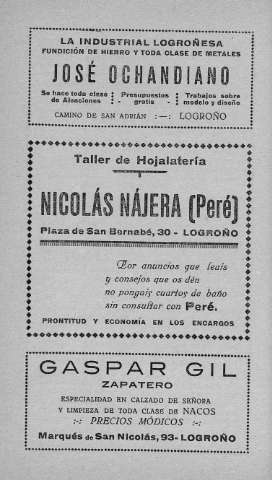 LA INDUSTRIAL LOGROÑESA
FUNDICIÓN DE HIERRO Y TODA CLASE DE METALES
JOSÉ OCHANDIANO
Se hace toda clase : Presupuestos : Trabajos sobre
de Aleaciones : - gratis - : modelo y diseño
CAMINO DE SAN ADRIÁN :—: LOGROÑO
Taller de Hojalatería
NICOLÁS NÁJERA (Peré)
Plaza de San Bernabé, 30 - LOGROÑO
Por anuncios que leais
y consejos que os dén
no pongais cuartos de baño
sin consultar con Peré.
PRONTITUD Y ECONOMÍA EN LOS ENCARGOS
GASPAR GIL
ZAPATERO
ESPECIALIDAD EN CALZADO DE SEÑORA
Y LIMPIEZA DE TODA CLASE DE NACOS
:-: PRECIOS MÓDICOS :-:
Marqués de San Nicolás, 93-LOGROÑO